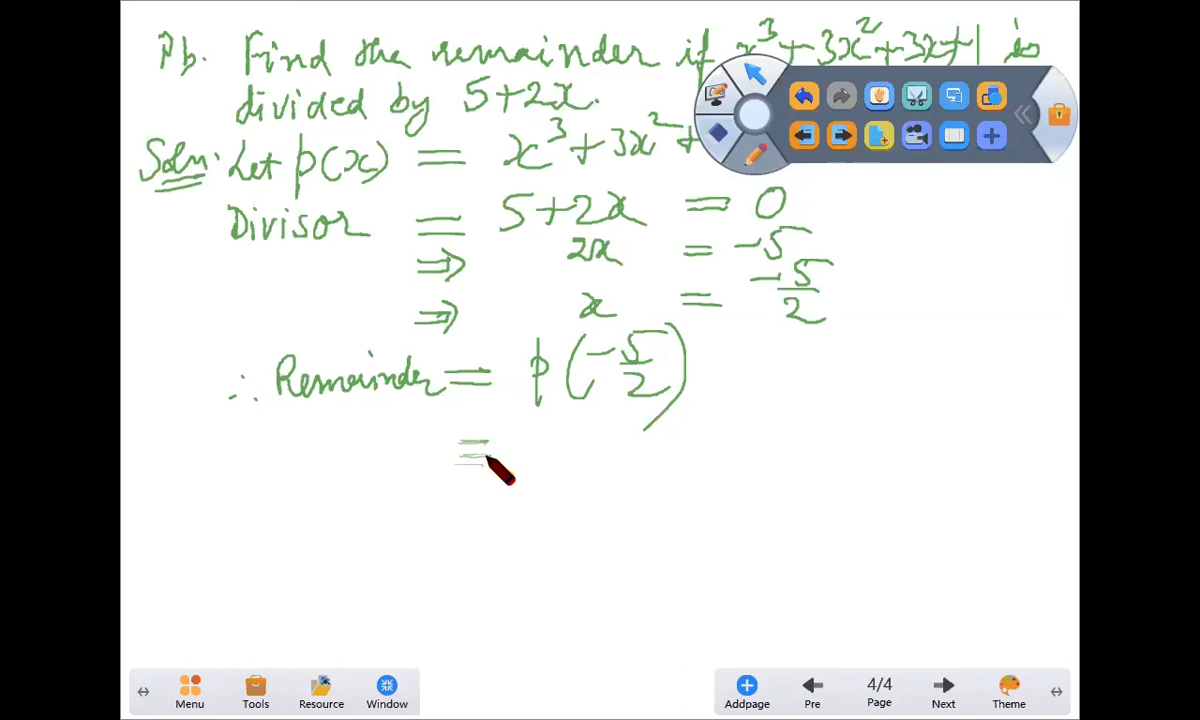 Pb. Find the remainder if x³+3x²+3x+1 is
divided by 5+2x.
Soln: Let p(x) = x³+3x²+
Divisor = 5+2x = 0
⇒ 2x = -5
⇒ x = -5/2
∴ Remainder = p(-5/2)
=
Menu Tools Resource Window Addpage Pre 4/4 Page Next Theme